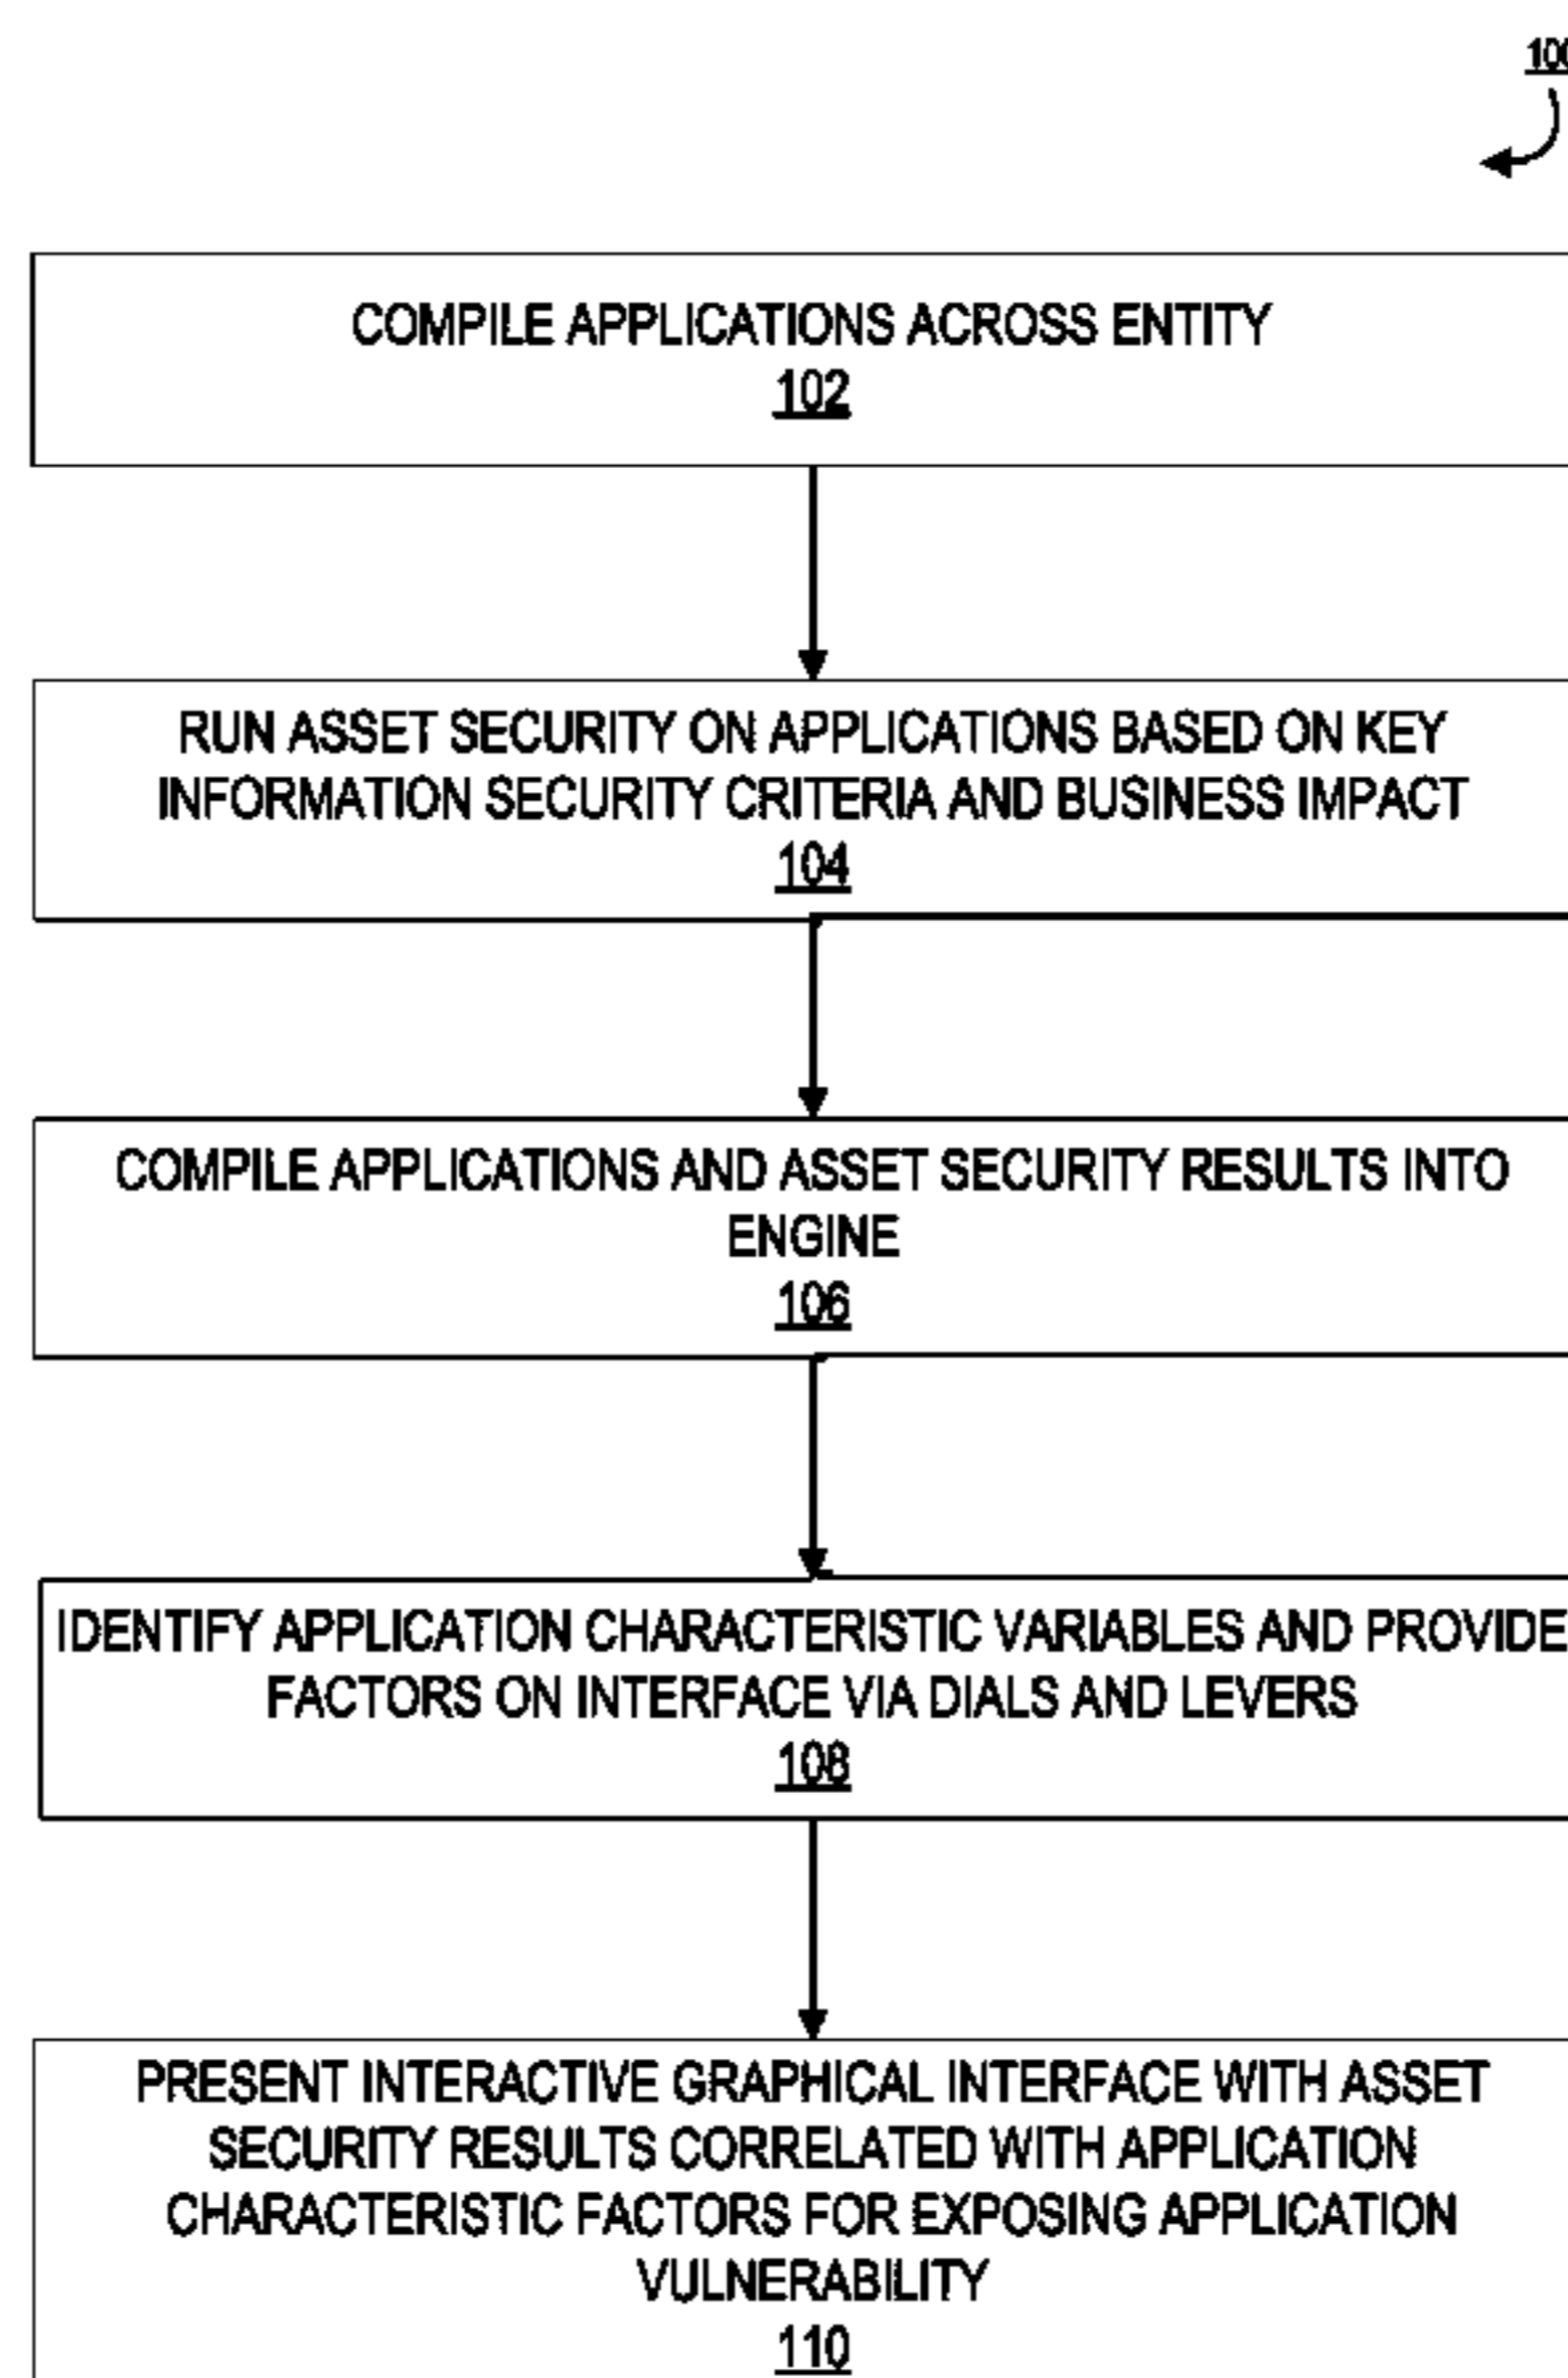 100
COMPILE APPLICATIONS ACROSS ENTITY
102
RUN ASSET SECURITY ON APPLICATIONS BASED ON KEY
INFORMATION SECURITY CRITERIA AND BUSINESS IMPACT
104
COMPILE APPLICATIONS AND ASSET SECURITY RESULTS INTO
ENGINE
106
IDENTIFY APPLICATION CHARACTERISTIC VARIABLES AND PROVIDE
FACTORS ON INTERFACE VIA DIALS AND LEVERS
108
PRESENT INTERACTIVE GRAPHICAL INTERFACE WITH ASSET
SECURITY RESULTS CORRELATED WITH APPLICATION
CHARACTERISTIC FACTORS FOR EXPOSING APPLICATION
VULNERABILITY
110